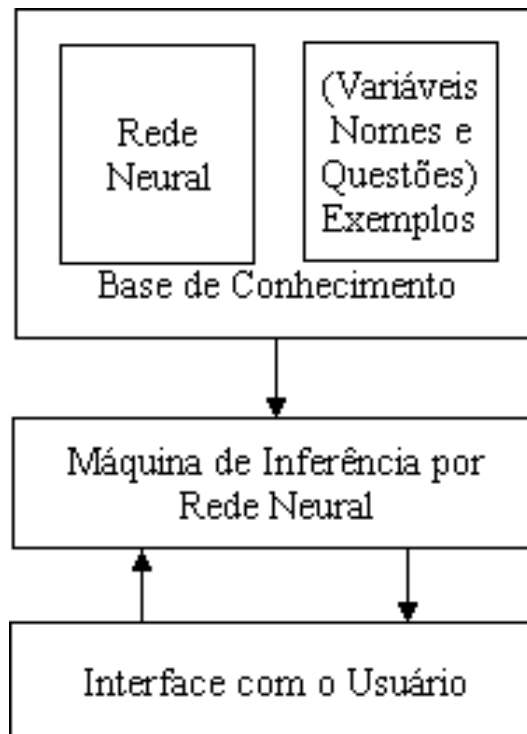 Rede
Neural
(Variáveis
Nomes e
Questões)
Exemplos
Base de Conhecimento
Máquina de Inferência por
Rede Neural
Interface com o Usuário